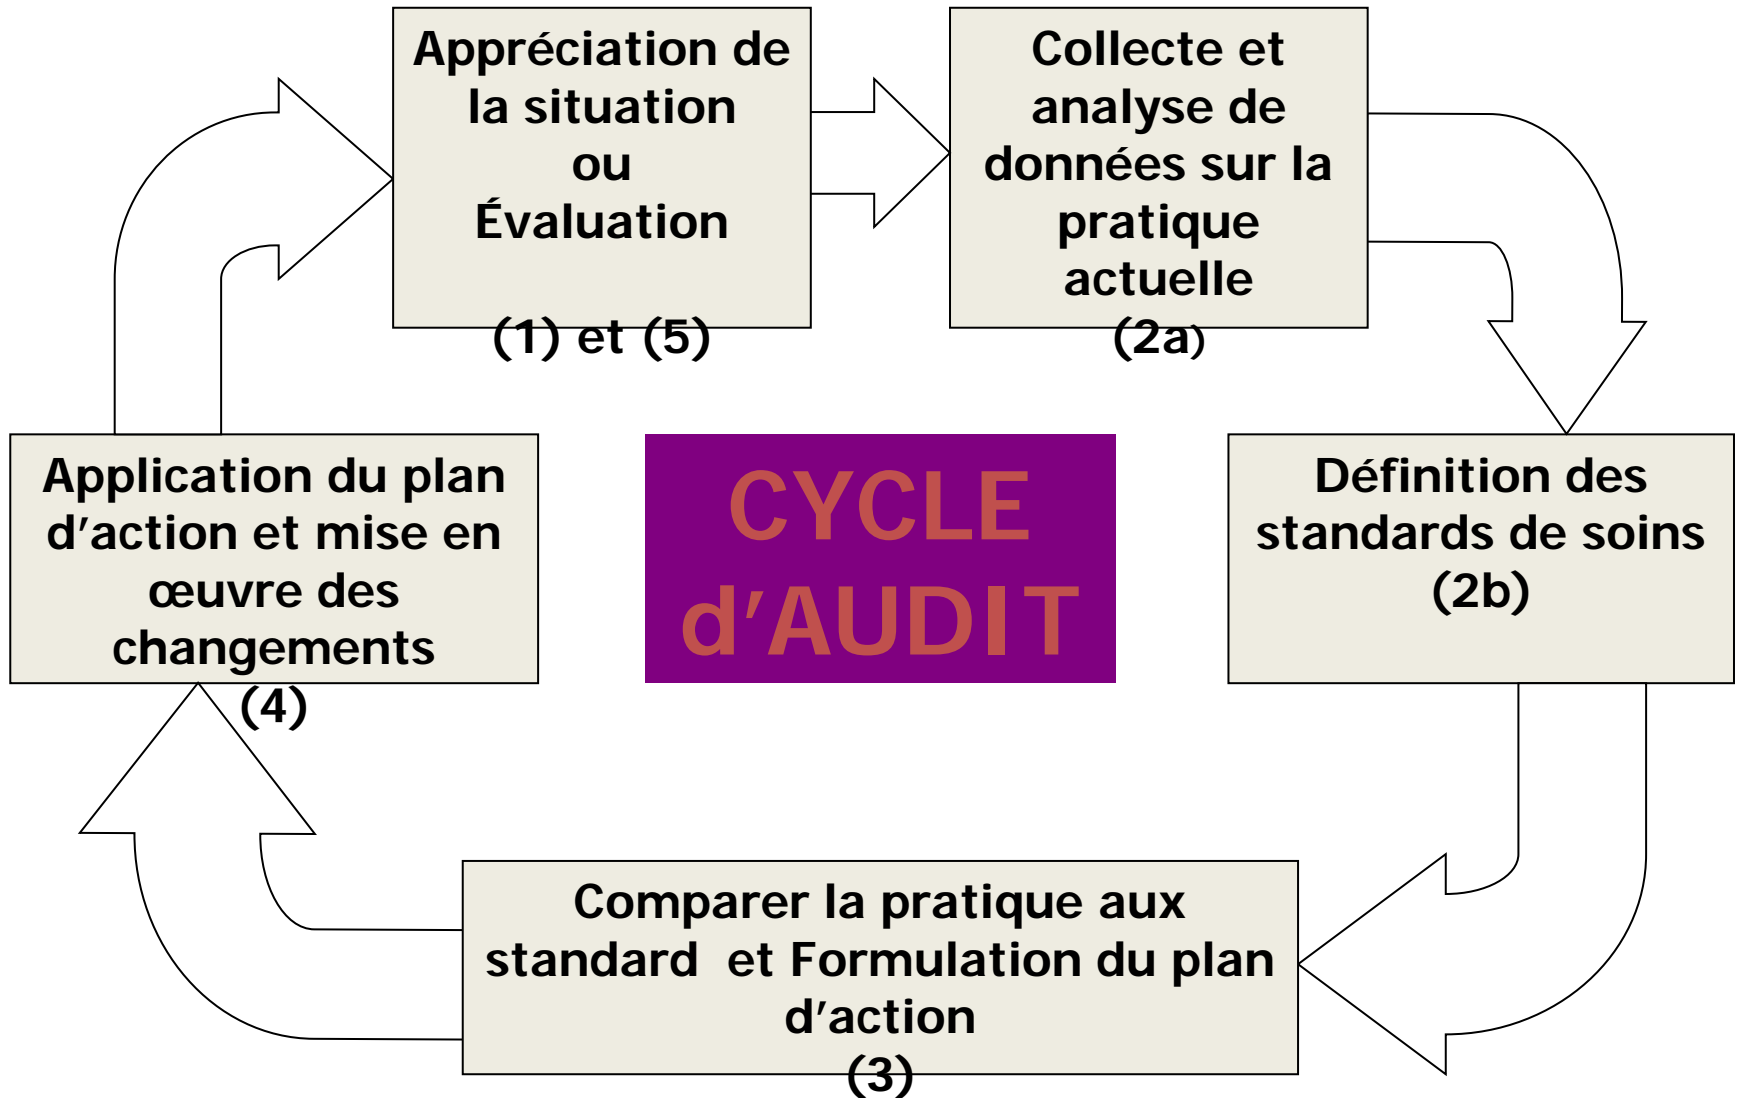 Appréciation de
la situation
ou
Évaluation
(1) et (5)
Collecte et
analyse de
données sur la
pratique
actuelle
(2a)
Définition des
standards de soins
(2b)
Comparer la pratique aux
standard et Formulation du plan
d’action
(3)
Application du plan
d’action et mise en
œuvre des
changements
(4)
CYCLE
d’AUDIT